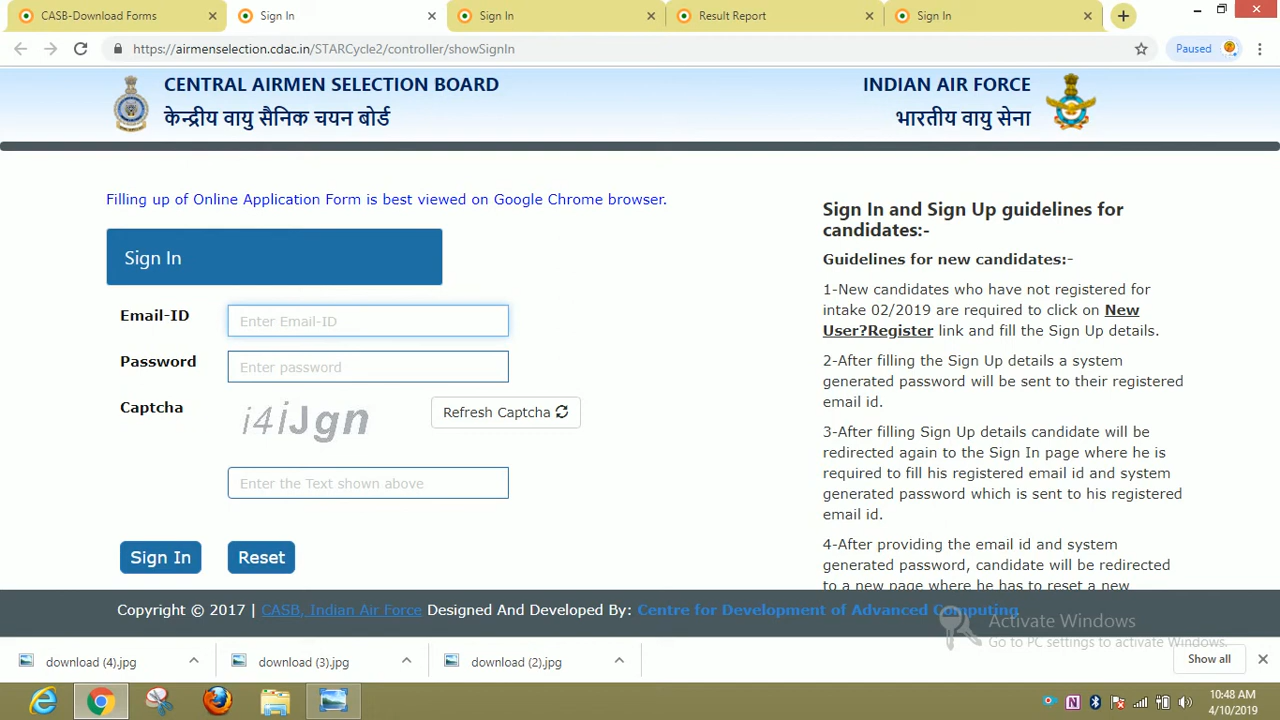 CASB-Download Forms
Sign In
Sign In
Result Report
Sign In
https://airmenselection.cdac.in/STARCycle2/controller/showSignIn
Paused
CENTRAL AIRMEN SELECTION BOARD
केन्द्रीय वायु सैनिक चयन बोर्ड
INDIAN AIR FORCE
भारतीय वायु सेना
Filling up of Online Application Form is best viewed on Google Chrome browser.
Sign In
Email-ID
Enter Email-ID
Password
Enter password
Captcha
i4iJgn
Refresh Captcha
Enter the Text shown above
Sign In
Reset
Sign In and Sign Up guidelines for
candidates:-
Guidelines for new candidates:-
1-New candidates who have not registered for
intake 02/2019 are required to click on New
User?Register link and fill the Sign Up details.
2-After filling the Sign Up details a system
generated password will be sent to their registered
email id.
3-After filling Sign Up details candidate will be
redirected again to the Sign In page where he is
required to fill his registered email id and system
generated password which is sent to his registered
email id.
4-After providing the email id and system
generated password, candidate will be redirected
to a new page where he has to reset a new
Copyright © 2017 | CASB, Indian Air Force Designed And Developed By: Centre for Development of Advanced Computing
Activate Windows
Go to PC settings to activate Windows.
download (4).jpg
download (3).jpg
download (2).jpg
Show all
10:48 AM
4/10/2019